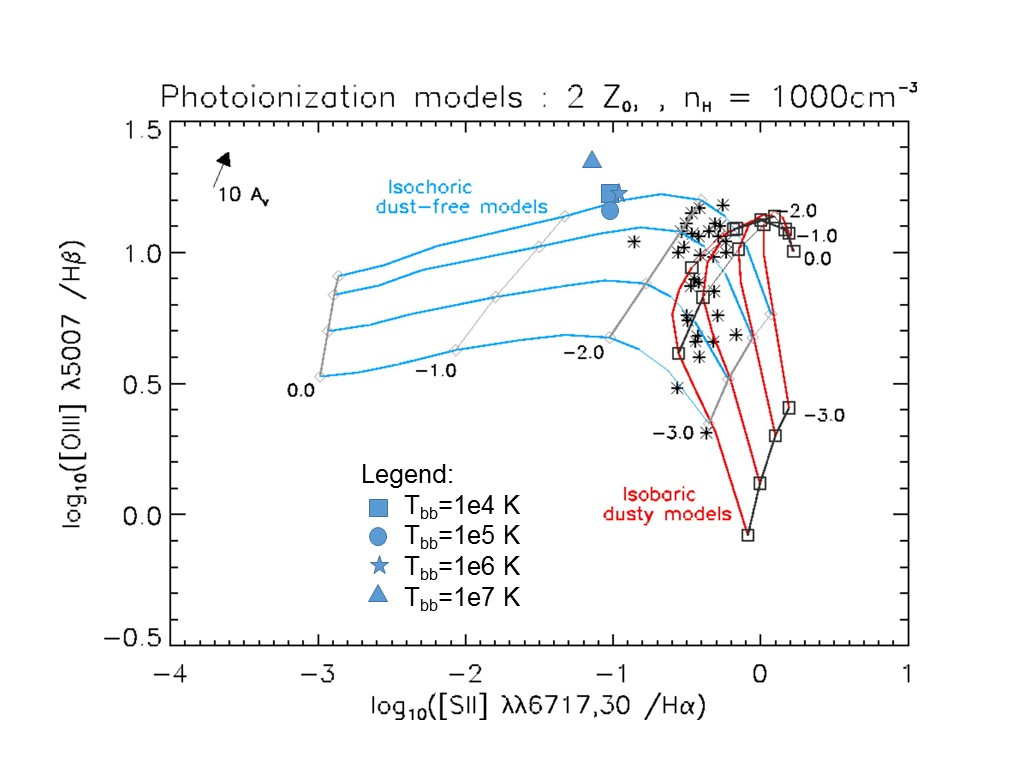 Photoionization models : 2 Z₀, , nH = 1000cm⁻³
1.5
10 Aᵥ
Isochoric
dust-free models
-2.0
-1.0
0.0
1.0
0.5
0.0
-1.0
-2.0
-3.0
-3.0
log₁₀([OIII] λ5007 /Hβ)
Legend:
Tbb=1e4 K
Tbb=1e5 K
Tbb=1e6 K
Tbb=1e7 K
Isobaric
dusty models
0.0
-0.5
-4 -3 -2 -1 0 1
log₁₀([SII] λλ6717,30 /Hα)